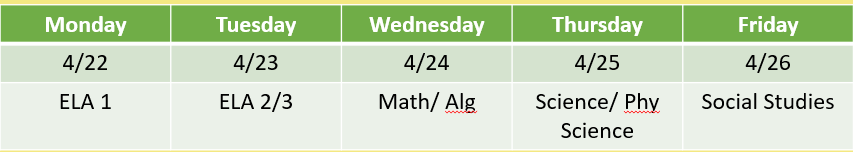 Monday Tuesday Wednesday Thursday Friday
4/22 4/23 4/24 4/25 4/26
ELA 1 ELA 2/3 Math/ Alg Science/ Phy Social Studies
Science